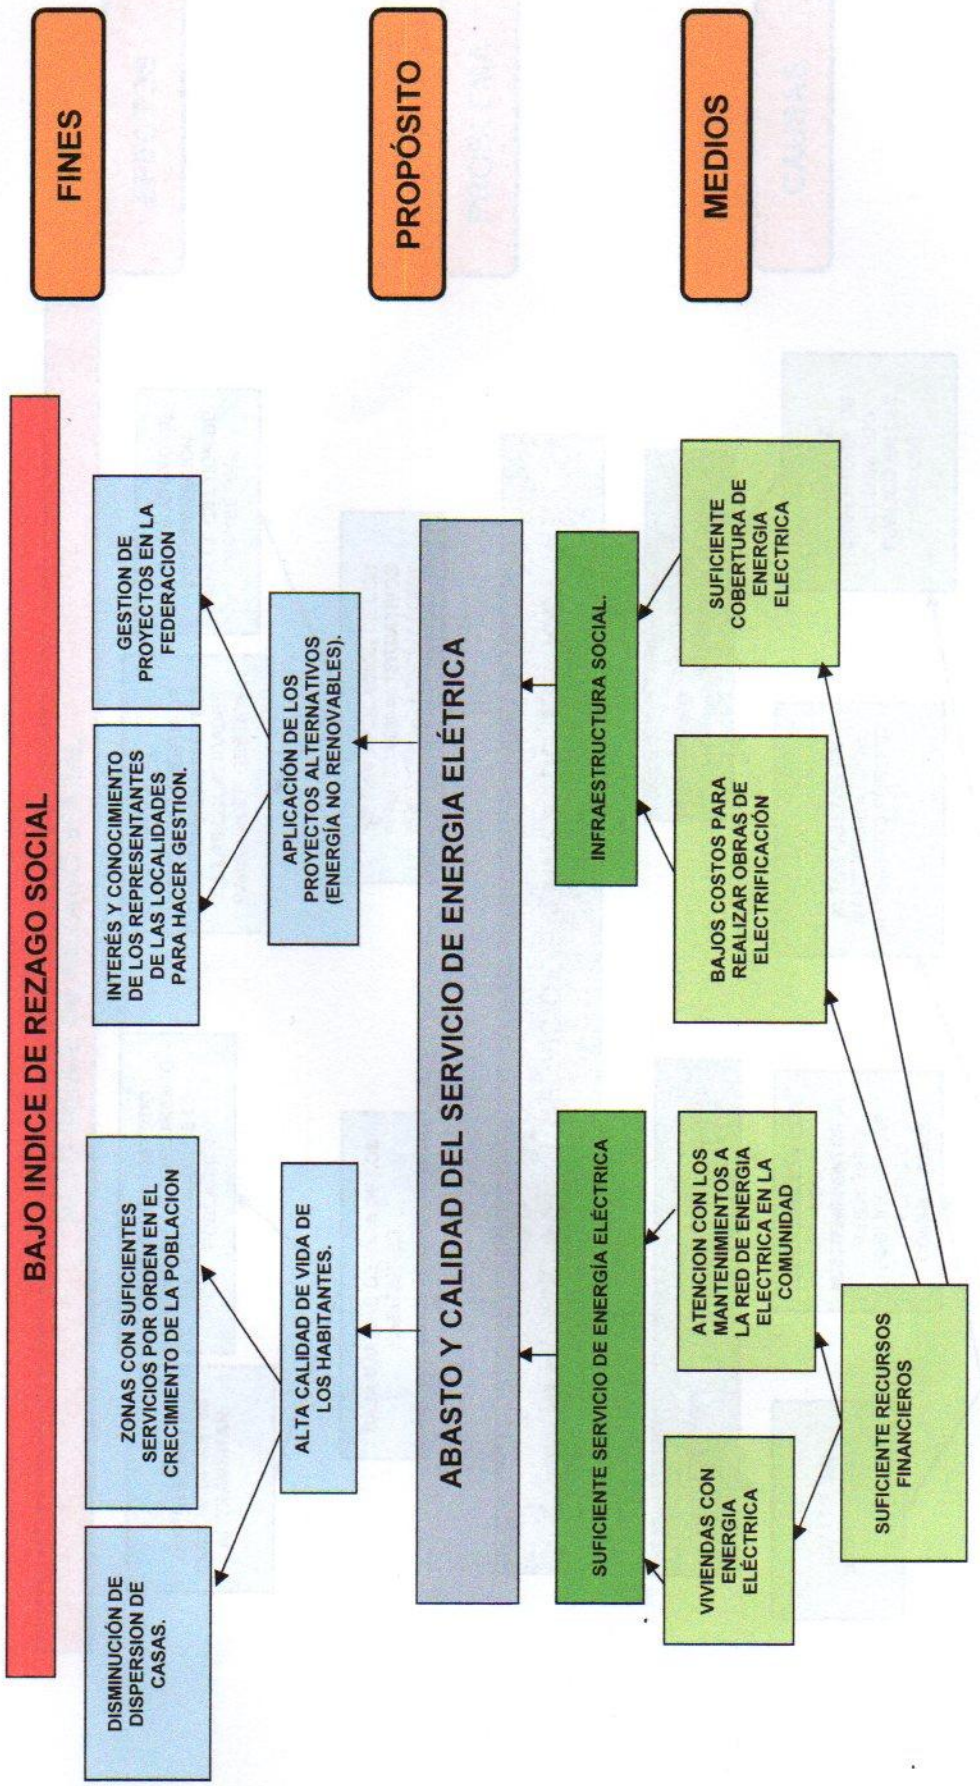 BAJO INDICE DE REZAGO SOCIAL
FINES
DISMINUCIÓN DE
DISPERSION DE
CASAS.
ZONAS CON SUFICIENTES
SERVICIOS POR ORDEN EN EL
CRECIMIENTO DE LA POBLACION
INTERÉS Y CONOCIMIENTO
DE LOS REPRESENTANTES
DE LAS LOCALIDADES
PARA HACER GESTION.
GESTION DE
PROYECTOS EN LA
FEDERACION
ALTA CALIDAD DE VIDA DE
LOS HABITANTES.
APLICACIÓN DE LOS
PROYECTOS ALTERNATIVOS
(ENERGÍA NO RENOVABLES).
ABASTO Y CALIDAD DEL SERVICIO DE ENERGIA ELÉTRICA
PROPÓSITO
SUFICIENTE SERVICIO DE ENERGÍA ELÉCTRICA
INFRAESTRUCTURA SOCIAL.
VIVIENDAS CON
ENERGIA
ELÉCTRICA
ATENCION CON LOS
MANTENIMIENTOS A
LA RED DE ENERGIA
ELECTRICA EN LA
COMUNIDAD
BAJOS COSTOS PARA
REALIZAR OBRAS DE
ELECTRIFICACIÓN
SUFICIENTE
COBERTURA DE
ENERGIA
ELECTRICA
MEDIOS
SUFICIENTE RECURSOS
FINANCIEROS